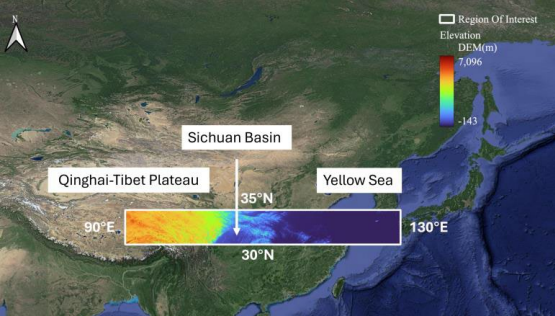 N
Region Of Interest
Elevation
DEM(m)
7,096
-143
Sichuan Basin
Qinghai-Tibet Plateau
Yellow Sea
35°N
90°E
130°E
30°N